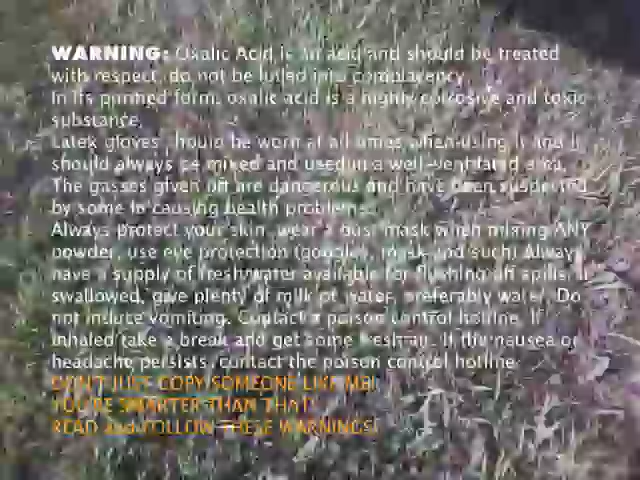 WARNING: Oxalic Acid is an acid and should be treated
with respect, do not be lulled into complayency.
In its purified form, oxalic acid is a highly corrosive and toxic
substance.
Latex gloves should be worn at all times when using it and it
should always be mixed and used in a well-ventilated area.
The gasses given off are dangerous and have been suspected
by some in causing health problems.
Always protect your skin, wear a dust mask when mixing ANY
powder, use eye protection (goggles, mask and such) Always
have a supply of freshwater available for flushing off spills. If
swallowed, give plenty of milk or water, preferably water. Do
not induce vomiting. Contact a poison control hotline. If
inhaled take a break and get some fresh air. If the nausea or
headache persists, contact the poison control hotline.
DON'T JUST COPY SOMEONE LIKE ME!
YOU'RE SMARTER THAN THAT!
READ and FOLLOW THESE WARNINGS!